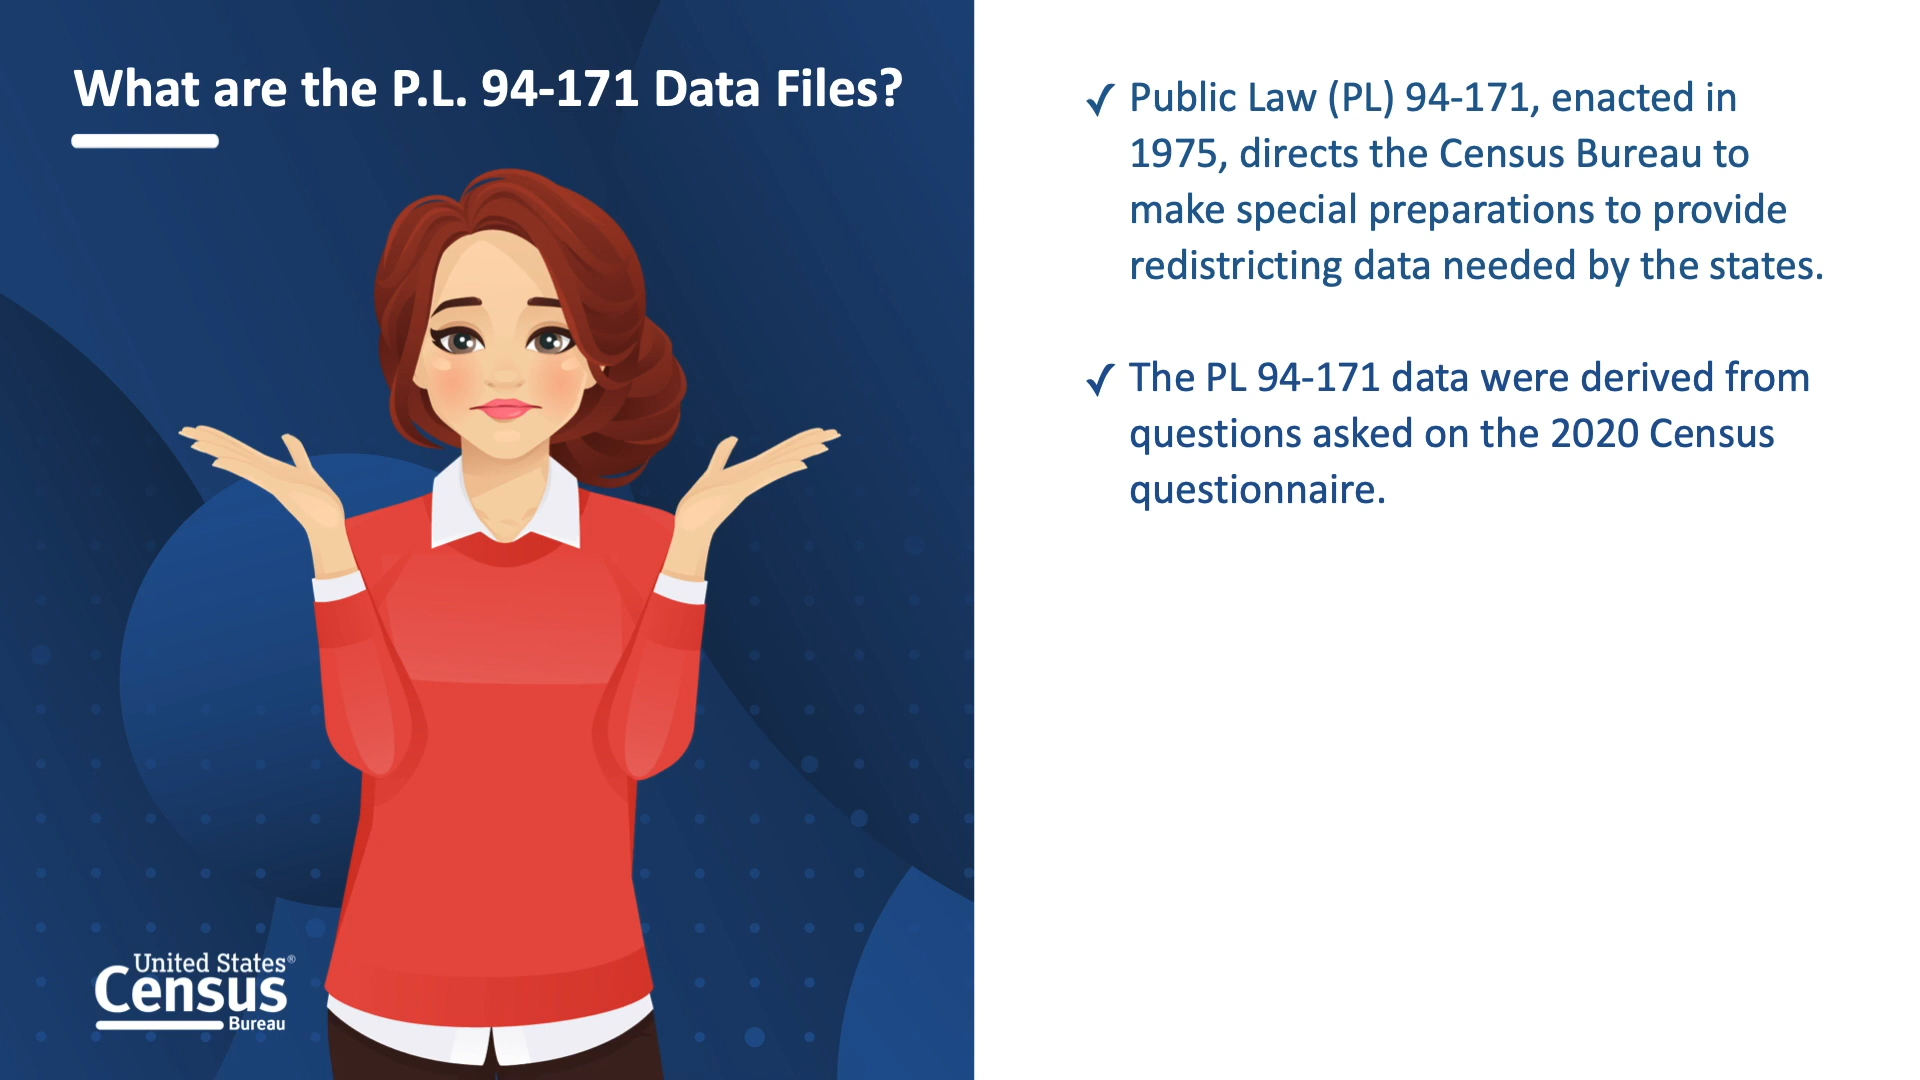 What are the P.L. 94-171 Data Files?
✓ Public Law (PL) 94-171, enacted in
1975, directs the Census Bureau to
make special preparations to provide
redistricting data needed by the states.
✓ The PL 94-171 data were derived from
questions asked on the 2020 Census
questionnaire.
United States®
Census
Bureau